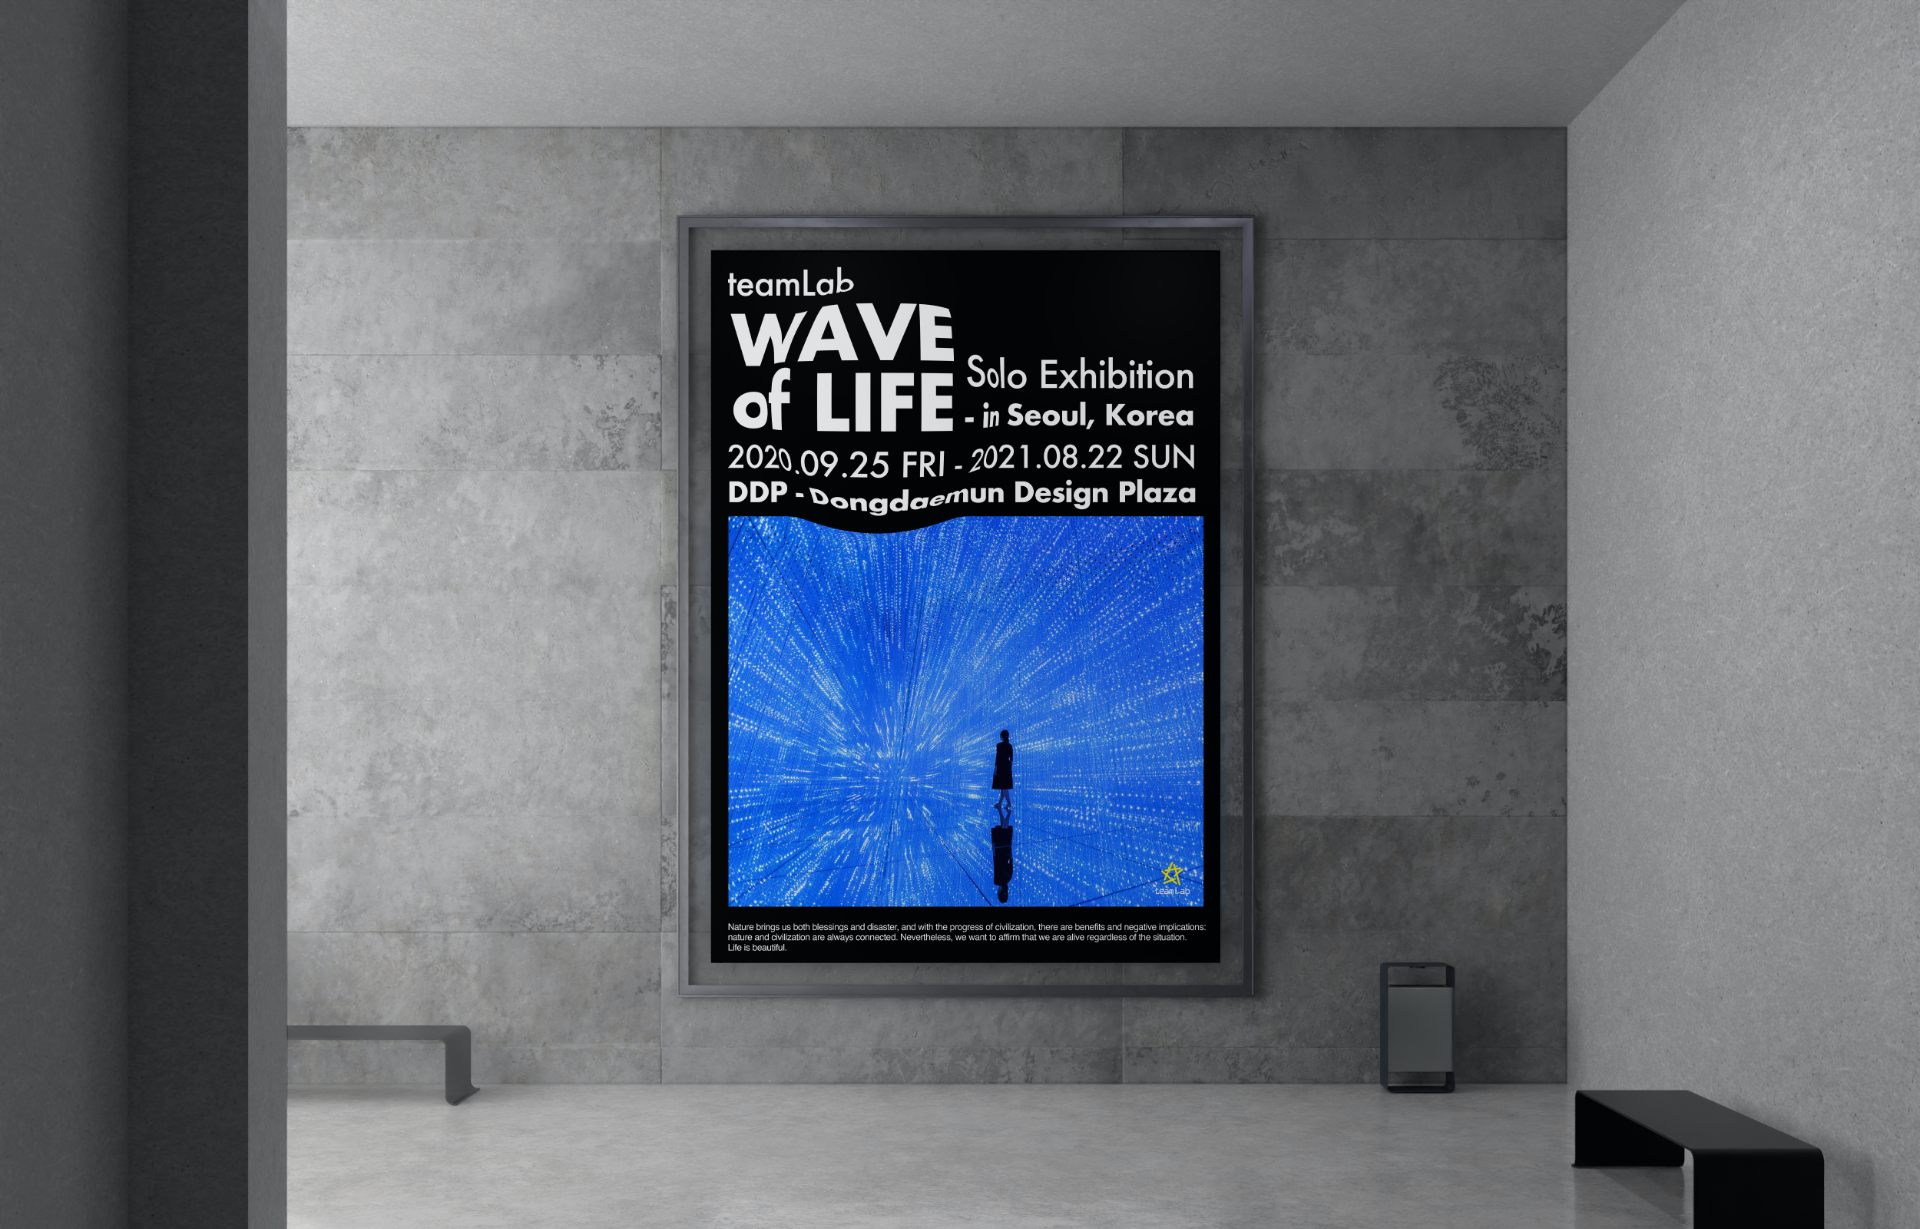 teamLab
WAVE
of LIFE
Solo Exhibition
- in Seoul, Korea
2020.09.25 FRI - 2021.08.22 SUN
DDP - Dongdaemun Design Plaza
teamLab
Nature brings us both blessings and disaster, and with the progress of civilization, there are benefits and negative implications:
nature and civilization are always connected. Nevertheless, we want to affirm that we are alive regardless of the situation.
Life is beautiful.